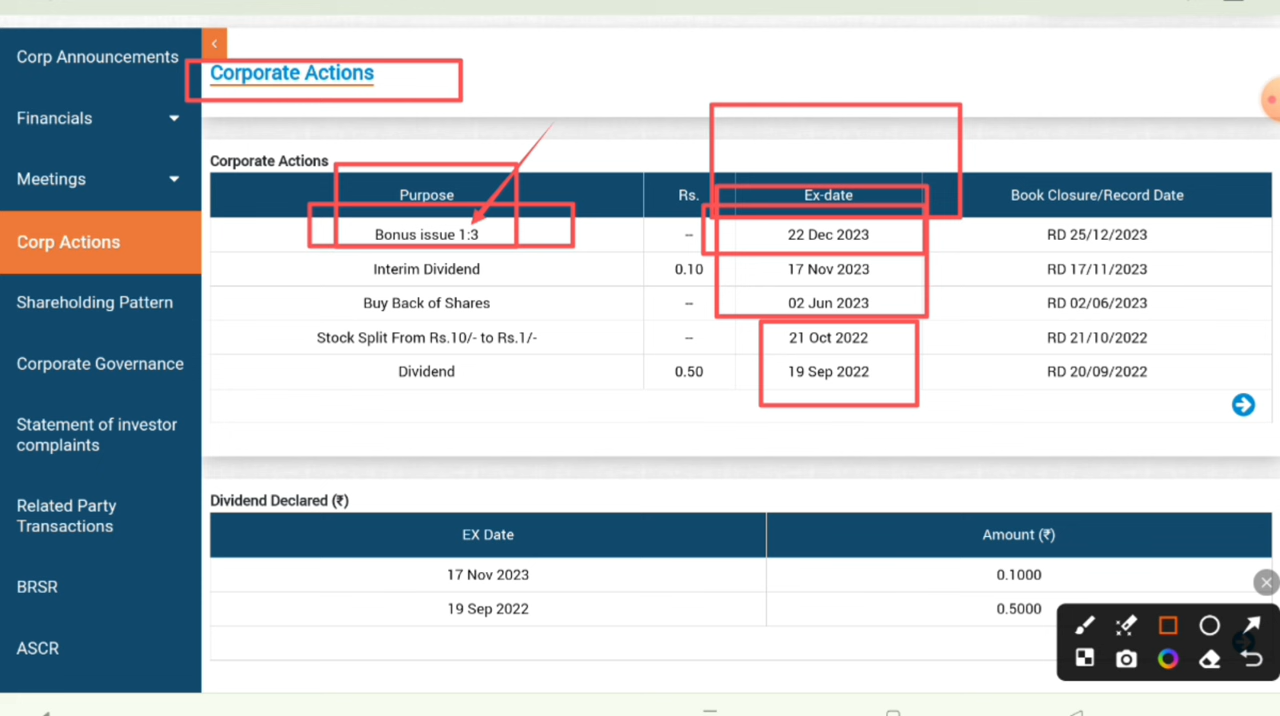 Corp Announcements
Financials
Meetings
Corp Actions
Shareholding Pattern
Corporate Governance
Statement of investor
complaints
Related Party
Transactions
BRSR
ASCR
Corporate Actions
Corporate Actions
Purpose Rs. Ex-date Book Closure/Record Date
Bonus issue 1:3 -- 22 Dec 2023 RD 25/12/2023
Interim Dividend 0.10 17 Nov 2023 RD 17/11/2023
Buy Back of Shares -- 02 Jun 2023 RD 02/06/2023
Stock Split From Rs.10/- to Rs.1/- -- 21 Oct 2022 RD 21/10/2022
Dividend 0.50 19 Sep 2022 RD 20/09/2022
Dividend Declared (₹)
EX Date Amount (₹)
17 Nov 2023 0.1000
19 Sep 2022 0.5000